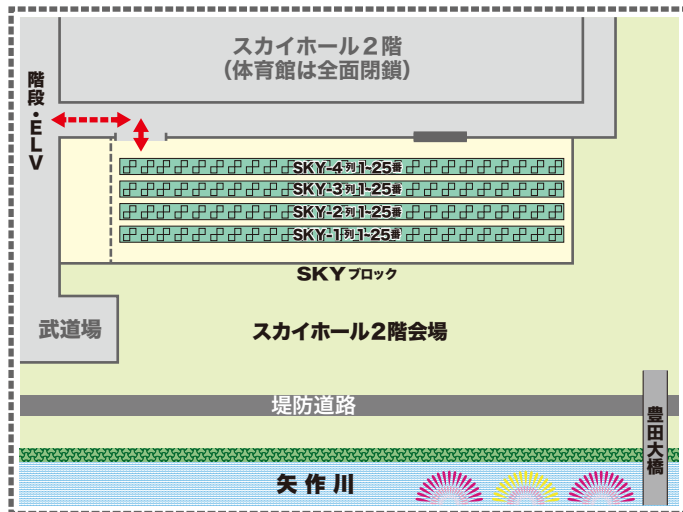 スカイホール２階
（体育館は全面閉鎖）
階段・ELV
SKY-4列1-25番
SKY-3列1-25番
SKY-2列1-25番
SKY-1列1-25番
SKYブロック
武道場
スカイホール２階会場
堤防道路
豊田大橋
矢作川